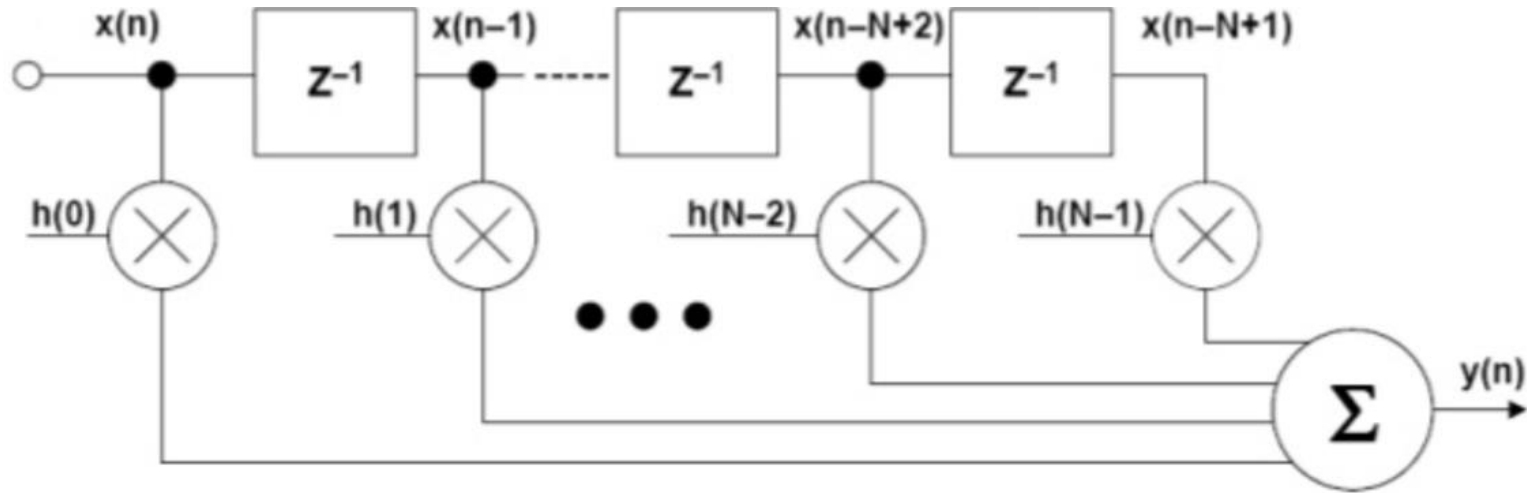 x(n) x(n–1) x(n–N+2) x(n–N+1)
Z⁻¹ Z⁻¹ Z⁻¹
h(0) h(1) h(N–2) h(N–1)
y(n)
Σ